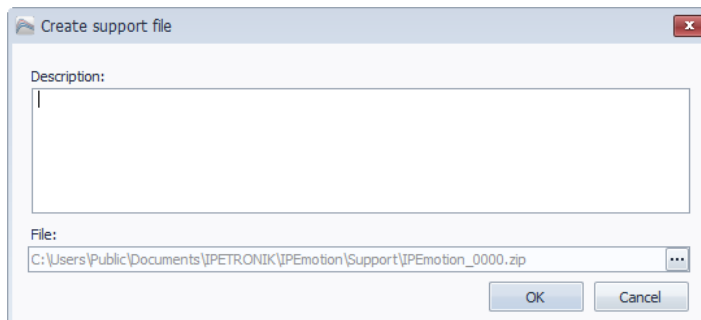 Create support file
Description:
File:
C:\Users\Public\Documents\IPETRONIK\IPEmotion\Support\IPEmotion_0000.zip
...
OK Cancel